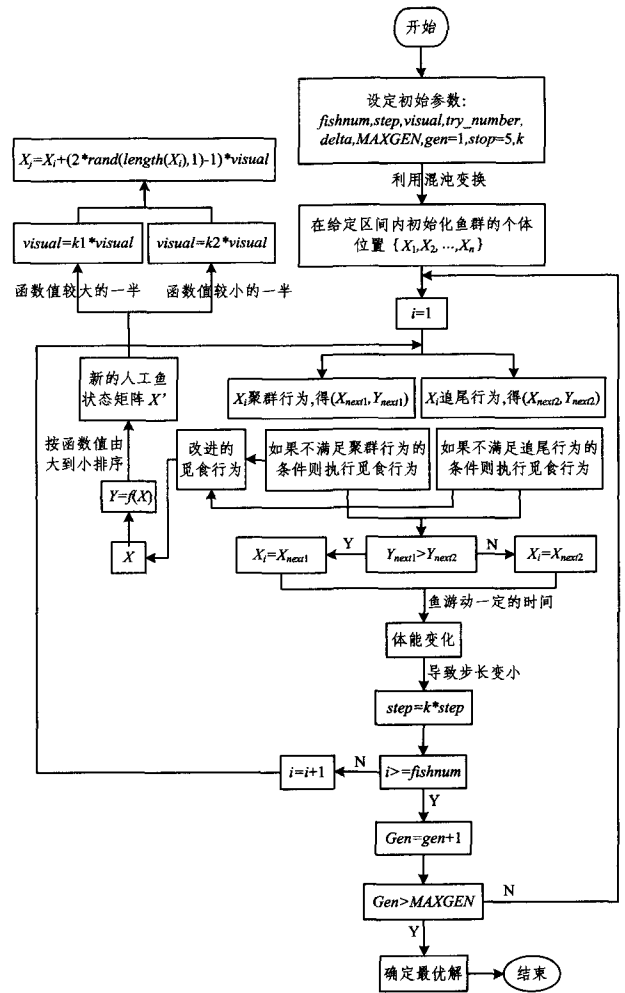 开始
设定初始参数:
fishnum,step,visual,try_number,
delta,MAXGEN,gen=1,stop=5,k
利用混沌变换
在给定区间内初始化鱼群的个体
位置{X₁,X₂, …,Xₙ}
i=1
Xᵢ聚群行为,得(Xnext1,Ynext1)
Xᵢ追尾行为,得(Xnext2,Ynext2)
如果不满足聚群行为的
条件则执行觅食行为
如果不满足追尾行为的
条件则执行觅食行为
改进的
觅食行为
X
Y=f(X)
按函数值由
大到小排序
新的人工鱼
状态矩阵X’
函数值较大的一半
函数值较小的一半
visual=k1*visual
visual=k2*visual
Xⱼ=Xᵢ+(2*rand(length(Xᵢ),1)-1)*visual
Xᵢ=Xnext1
Y
Ynext1>Ynext2
N
Xᵢ=Xnext2
鱼游动一定的时间
体能变化
导致步长变小
step=k*step
i=i+1
N
i>=fishnum
Y
Gen=gen+1
Gen>MAXGEN
N
Y
确定最优解
结束